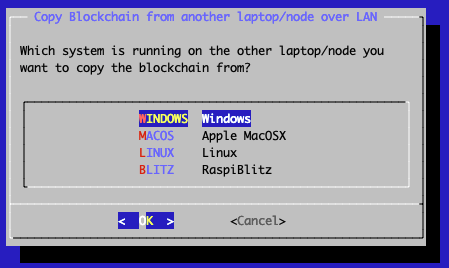 Copy Blockchain from another laptop/node over LAN
Which system is running on the other laptop/node you
want to copy the blockchain from?
WINDOWS Windows
MACOS Apple MacOSX
LINUX Linux
BLITZ RaspiBlitz
< OK > <Cancel>